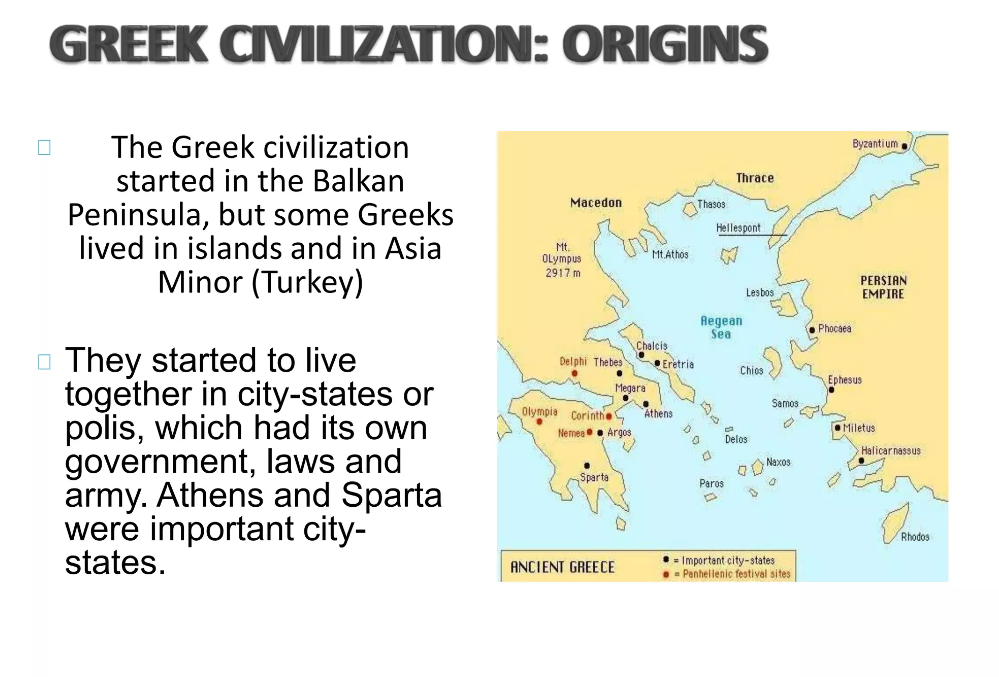 GREEK CIVILIZATION: ORIGINS
The Greek civilization
started in the Balkan
Peninsula, but some Greeks
lived in islands and in Asia
Minor (Turkey)
They started to live
together in city-states or
polis, which had its own
government, laws and
army. Athens and Sparta
were important city-
states.
Byzantium
Thrace
Macedon
Thasos
Hellespont
Mt.
OLympus
2917 m
Mt.Athos
PERSIAN
EMPIRE
Lesbos
Aegean
Sea
Phocaea
Chalcis
Delphi
Thebes
Eretria
Chios
Ephesus
Megara
Samos
Olympia
Corinth
Athens
Miletus
Nemea
Argos
Delos
Halicarnassus
Naxos
Sparta
Paros
Rhodos
ANCIENT GREECE
= Important city-states
= Panhellenic festival sites